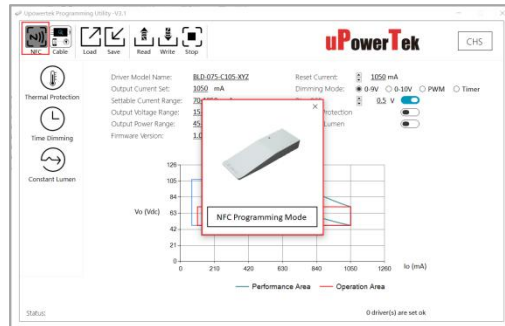 Upowertek Programming Utility -V3.1
NFC
Cable
Load
Save
Read
Write
Stop
uPowerTek
CHS
Thermal Protection
Time Dimming
Constant Lumen
Driver Model Name: BLD-075-C105-XYZ
Output Current Set: 1050 mA
Settable Current Range:
Output Voltage Range:
Output Power Range:
Firmware Version:
Reset Current: 1050 mA
Dimming Mode: 0-9V 0-10V PWM Timer
0.5 V
Protection
Lumen
×
NFC Programming Mode
Vo (Vdc)
126
105
84
63
42
21
0
0 210 420 630 840 1050 1260 Io (mA)
Performance Area
Operation Area
Status:
0 driver(s) are set ok